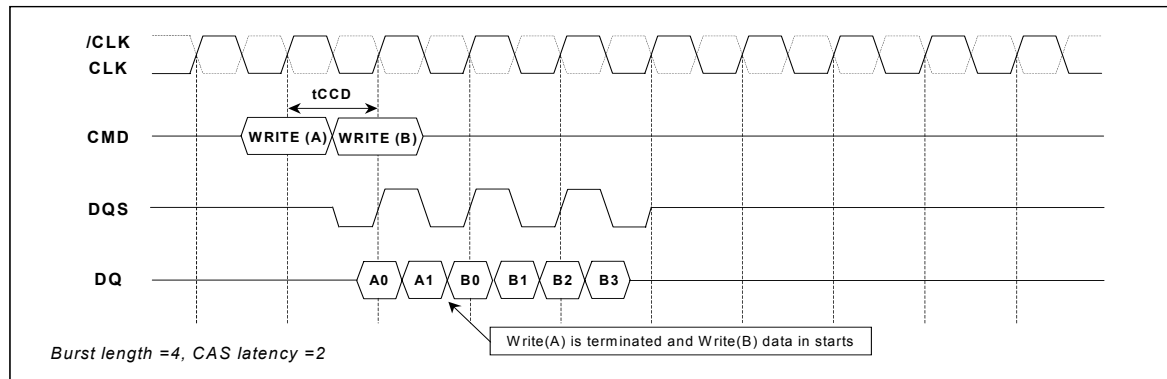 /CLK
CLK
tCCD
CMD WRITE (A) WRITE (B)
DQS
DQ A0 A1 B0 B1 B2 B3
Write(A) is terminated and Write(B) data in starts
Burst length =4, CAS latency =2